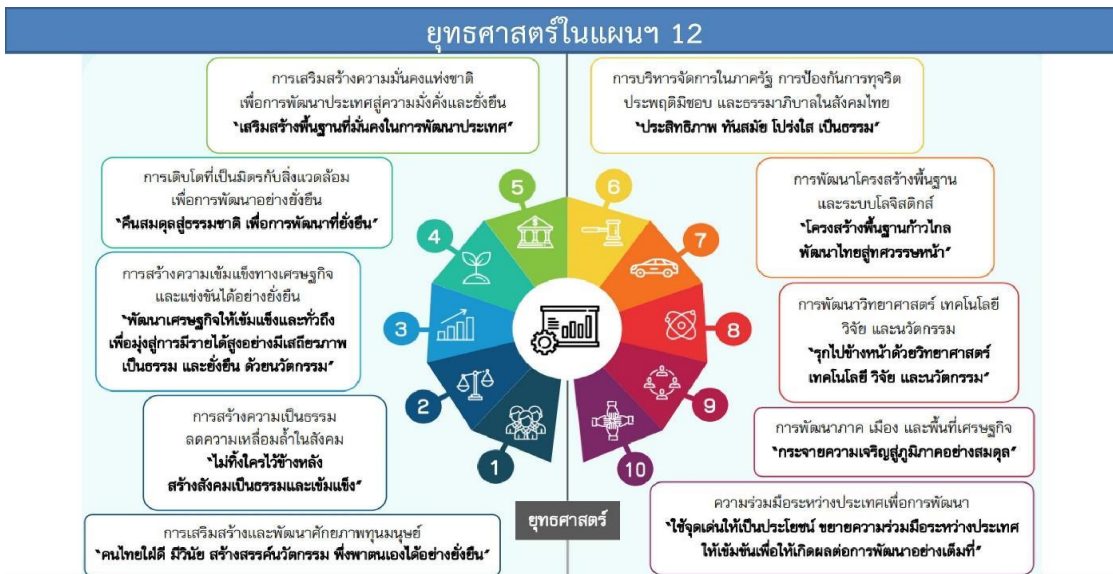 ยุทธศาสตร์ในแผนฯ 12
การเสริมสร้างความมั่นคงแห่งชาติ
เพื่อการพัฒนาประเทศสู่ความมั่งคั่งและยั่งยืน
“เสริมสร้างพื้นฐานที่มั่นคงในการพัฒนาประเทศ”
การเติบโตที่เป็นมิตรกับสิ่งแวดล้อม
เพื่อการพัฒนาอย่างยั่งยืน
“คืนสมดุลสู่ธรรมชาติ เพื่อการพัฒนาที่ยั่งยืน”
การสร้างความเข้มแข็งทางเศรษฐกิจ
และแข่งขันได้อย่างยั่งยืน
“พัฒนาเศรษฐกิจให้เข้มแข็งและทั่วถึง
เพื่อมุ่งสู่การมีรายได้สูงอย่างมีเสถียรภาพ
เป็นธรรม และยั่งยืน ด้วยนวัตกรรม”
การสร้างความเป็นธรรม
ลดความเหลื่อมล้ำในสังคม
“ไม่ทิ้งใครไว้ข้างหลัง
สร้างสังคมเป็นธรรมและเข้มแข็ง”
การเสริมสร้างและพัฒนาศักยภาพทุนมนุษย์
“คนไทยใฝ่ดี มีวินัย สร้างสรรค์นวัตกรรม พึ่งพาตนเองได้อย่างยั่งยืน”
5
4
3
2
1
6
7
8
9
10
ยุทธศาสตร์
การบริหารจัดการในภาครัฐ การป้องกันการทุจริต
ประพฤติมิชอบ และธรรมาภิบาลในสังคมไทย
“ประสิทธิภาพ ทันสมัย โปร่งใส เป็นธรรม”
การพัฒนาโครงสร้างพื้นฐาน
และระบบโลจิสติกส์
“โครงสร้างพื้นฐานก้าวไกล
พัฒนาไทยสู่ทศวรรษหน้า”
การพัฒนาวิทยาศาสตร์ เทคโนโลยี
วิจัย และนวัตกรรม
“รุกไปข้างหน้าด้วยวิทยาศาสตร์
เทคโนโลยี วิจัย และนวัตกรรม”
การพัฒนาภาค เมือง และพื้นที่เศรษฐกิจ
“กระจายความเจริญสู่ภูมิภาคอย่างสมดุล”
ความร่วมมือระหว่างประเทศเพื่อการพัฒนา
“ใช้จุดเด่นให้เป็นประโยชน์ ขยายความร่วมมือระหว่างประเทศ
ให้เข้มข้นเพื่อให้เกิดผลต่อการพัฒนาอย่างเต็มที่”